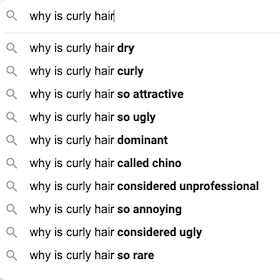 why is curly hair
why is curly hair dry
why is curly hair curly
why is curly hair so attractive
why is curly hair so ugly
why is curly hair dominant
why is curly hair called chino
why is curly hair considered unprofessional
why is curly hair so annoying
why is curly hair considered ugly
why is curly hair so rare